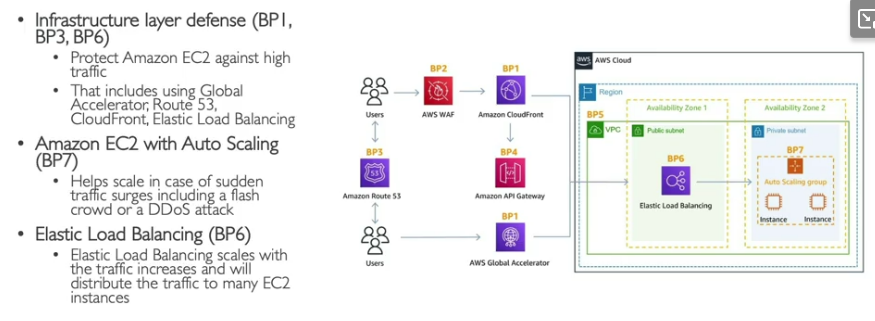 • Infrastructure layer defense (BP1,
BP3, BP6)
• Protect Amazon EC2 against high
traffic
• That includes using Global
Accelerator, Route 53,
CloudFront, Elastic Load Balancing
• Amazon EC2 with Auto Scaling
(BP7)
• Helps scale in case of sudden
traffic surges including a flash
crowd or a DDoS attack
• Elastic Load Balancing (BP6)
• Elastic Load Balancing scales with
the traffic increases and will
distribute the traffic to many EC2
instances
Users
BP2
AWS WAF
BP1
Amazon CloudFront
BP3
53
Amazon Route 53
BP4
Amazon API Gateway
Users
BP1
AWS Global Accelerator
aws AWS Cloud
Region
BP5
VPC
Availability Zone 1
Public subnet
BP6
Elastic Load Balancing
Availability Zone 2
Private subnet
BP7
Auto Scaling group
Instance
Instance